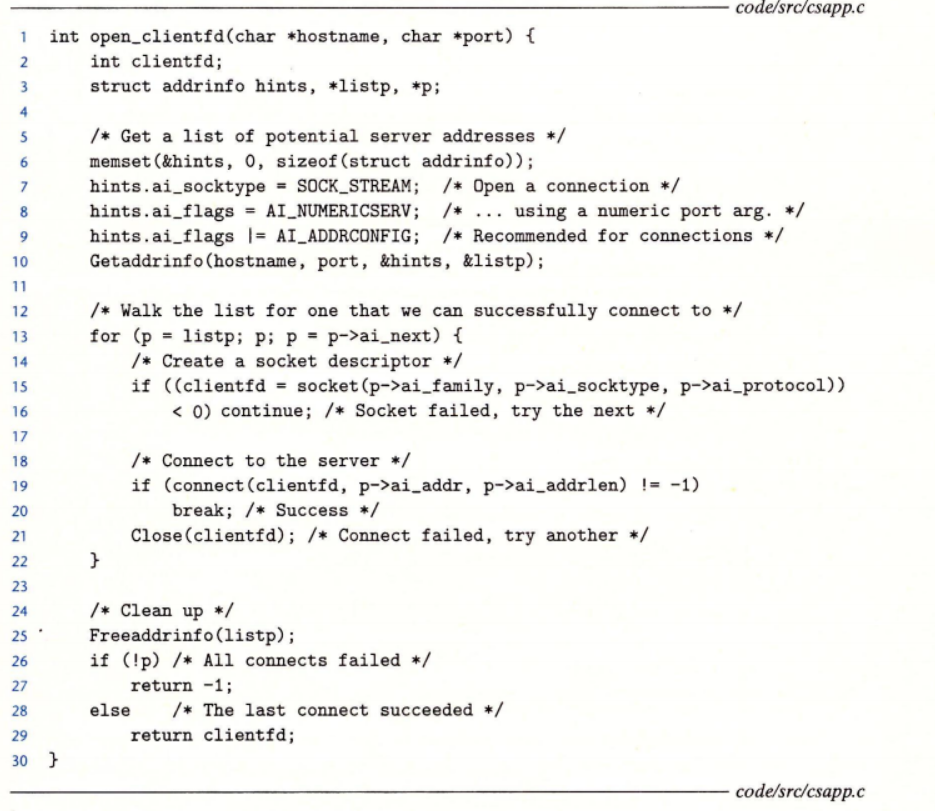 code/src/csapp.c
1 int open_clientfd(char *hostname, char *port) {
2     int clientfd;
3     struct addrinfo hints, *listp, *p;
4
5     /* Get a list of potential server addresses */
6     memset(&hints, 0, sizeof(struct addrinfo));
7     hints.ai_socktype = SOCK_STREAM;  /* Open a connection */
8     hints.ai_flags = AI_NUMERICSERV;  /* ... using a numeric port arg. */
9     hints.ai_flags |= AI_ADDRCONFIG;  /* Recommended for connections */
10     Getaddrinfo(hostname, port, &hints, &listp);
11
12     /* Walk the list for one that we can successfully connect to */
13     for (p = listp; p; p = p->ai_next) {
14         /* Create a socket descriptor */
15         if ((clientfd = socket(p->ai_family, p->ai_socktype, p->ai_protocol))
16             < 0) continue; /* Socket failed, try the next */
17
18         /* Connect to the server */
19         if (connect(clientfd, p->ai_addr, p->ai_addrlen) != -1)
20             break; /* Success */
21         Close(clientfd); /* Connect failed, try another */
22     }
23
24     /* Clean up */
25     Freeaddrinfo(listp);
26     if (!p) /* All connects failed */
27         return -1;
28     else    /* The last connect succeeded */
29         return clientfd;
30 }
code/src/csapp.c